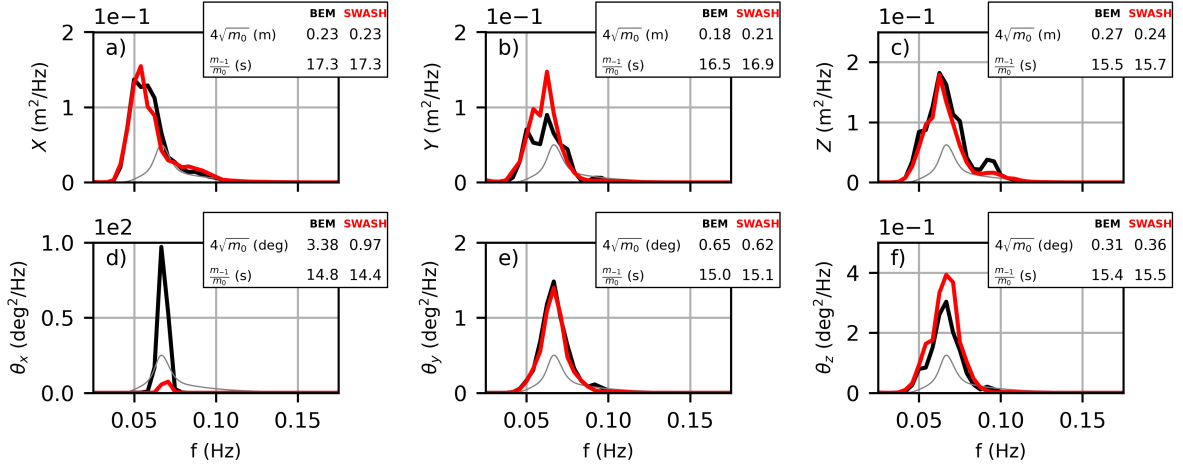 1e−1
BEM SWASH
4√m₀ (m) 0.23 0.23
m₋₁/m₀ (s) 17.3 17.3
a)
2
1
0
X (m²/Hz)
BEM SWASH
4√m₀ (m) 0.18 0.21
m₋₁/m₀ (s) 16.5 16.9
1e−1
b)
2
1
0
Y (m²/Hz)
BEM SWASH
4√m₀ (m) 0.27 0.24
m₋₁/m₀ (s) 15.5 15.7
1e−1
c)
2
1
0
Z (m²/Hz)
1e2
BEM SWASH
4√m₀ (deg) 3.38 0.97
m₋₁/m₀ (s) 14.8 14.4
d)
1.0
0.5
0.0
θₓ (deg²/Hz)
0.05 0.10 0.15
f (Hz)
BEM SWASH
4√m₀ (deg) 0.65 0.62
m₋₁/m₀ (s) 15.0 15.1
e)
2
1
0
θ_y (deg²/Hz)
0.05 0.10 0.15
f (Hz)
1e−1
BEM SWASH
4√m₀ (deg) 0.31 0.36
m₋₁/m₀ (s) 15.4 15.5
f)
4
2
0
θ_z (deg²/Hz)
0.05 0.10 0.15
f (Hz)